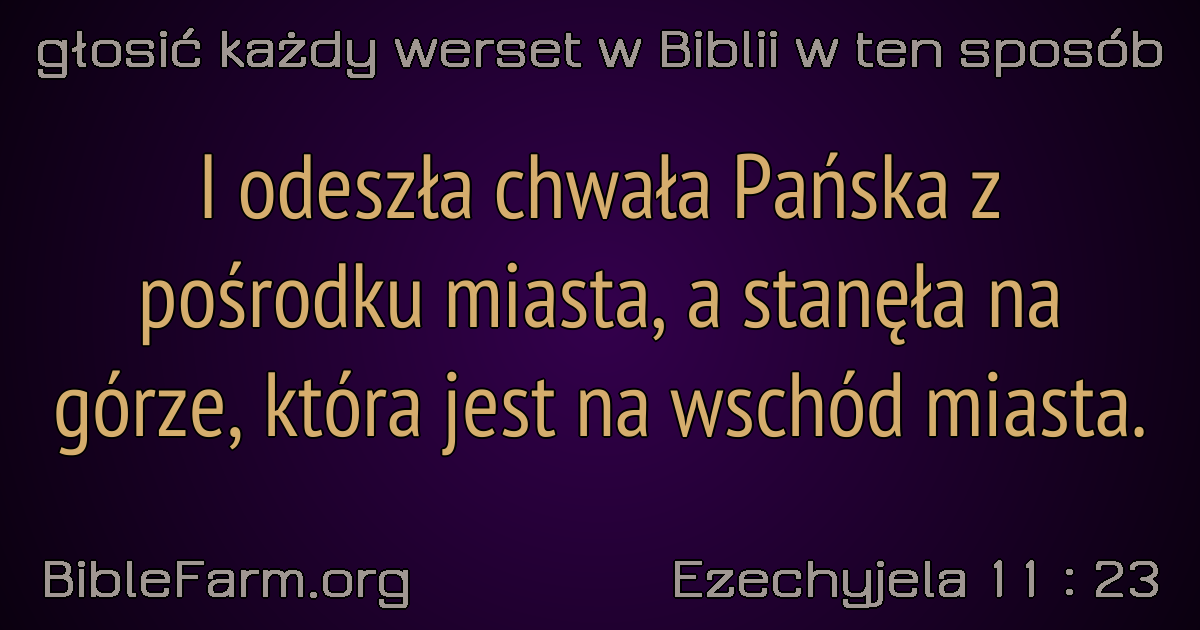 głosić każdy werset w Biblii w ten sposób
I odeszła chwała Pańska z
pośrodku miasta, a stanęła na
górze, która jest na wschód miasta.
BibleFarm.org
Ezechyjela 11 : 23